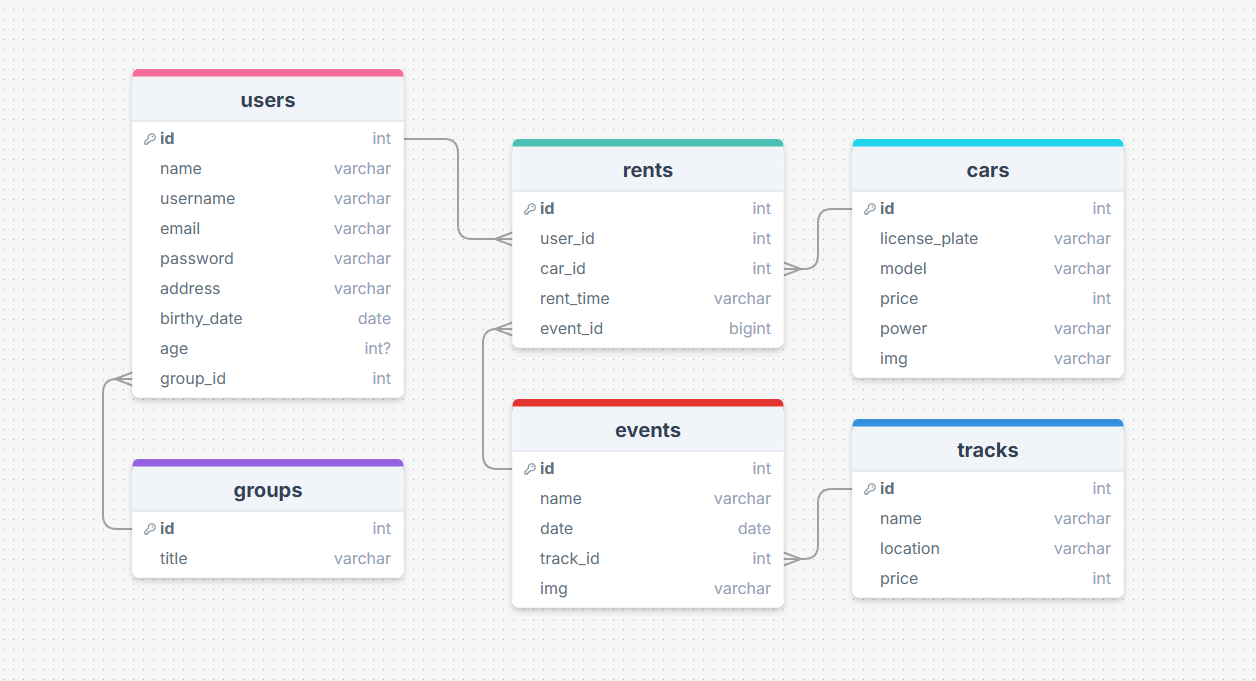 users
id int
name varchar
username varchar
email varchar
password varchar
address varchar
birthy_date date
age int?
group_id int
groups
id int
title varchar
rents
id int
user_id int
car_id int
rent_time varchar
event_id bigint
events
id int
name varchar
date date
track_id int
img varchar
cars
id int
license_plate varchar
model varchar
price int
power varchar
img varchar
tracks
id int
name varchar
location varchar
price int